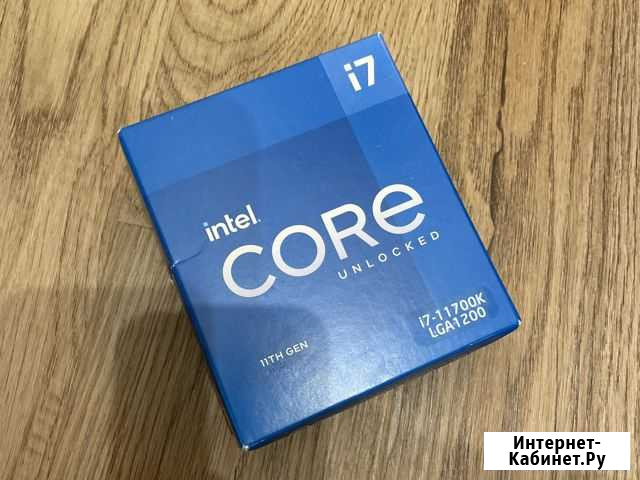 i7
intel.
CORE
UNLOCKED
i7-11700K
LGA1200
11TH GEN
Интернет-
Кабинет.Ру